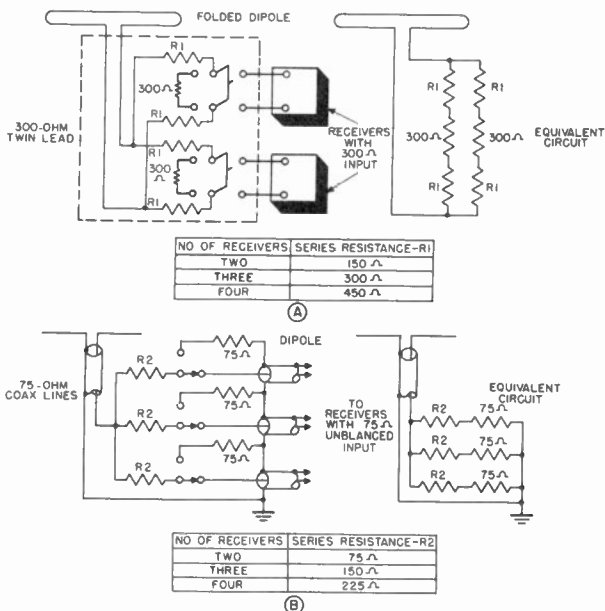 FOLDED DIPOLE
R1
300Ω
R1
R1
300
Ω
R1
300-OHM
TWIN LEAD
RECEIVERS
WITH
300Ω
INPUT
R1
R1
300Ω
300Ω
R1
R1
EQUIVALENT
CIRCUIT
NO OF RECEIVERS SERIES RESISTANCE-R1
TWO 150Ω
THREE 300Ω
FOUR 450Ω
A
DIPOLE
75Ω
R2
75-OHM
COAX LINES
75Ω
R2
75Ω
R2
TO
RECEIVERS
WITH 75Ω
UNBLANCED
INPUT
EQUIVALENT
CIRCUIT
R2 75Ω
R2 75Ω
R2 75Ω
NO OF RECEIVERS SERIES RESISTANCE-R2
TWO 75Ω
THREE 150Ω
FOUR 225Ω
B